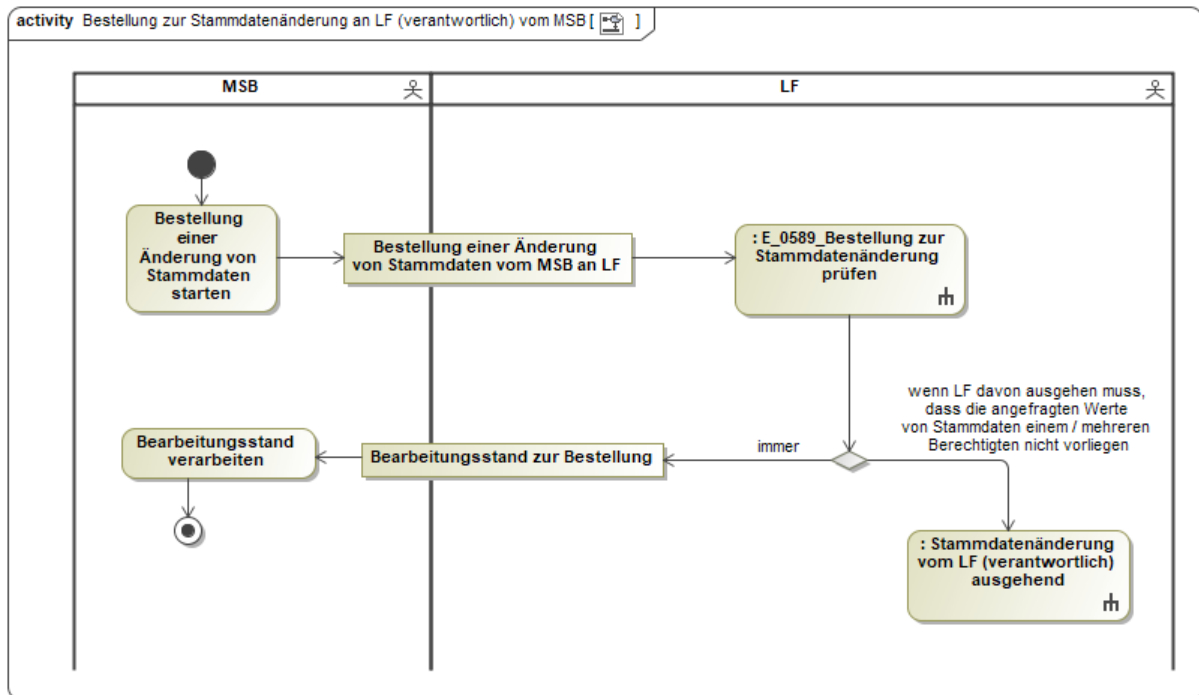 activity Bestellung zur Stammdatenänderung an LF (verantwortlich) vom MSB [ ]
MSB
LF
Bestellung
einer
Änderung von
Stammdaten
starten
Bestellung einer Änderung
von Stammdaten vom MSB an LF
: E_0589_Bestellung zur
Stammdatenänderung
prüfen
wenn LF davon ausgehen muss,
dass die angefragten Werte
von Stammdaten einem / mehreren
Berechtigten nicht vorliegen
immer
Bearbeitungsstand zur Bestellung
Bearbeitungsstand
verarbeiten
: Stammdatenänderung
vom LF (verantwortlich)
ausgehend